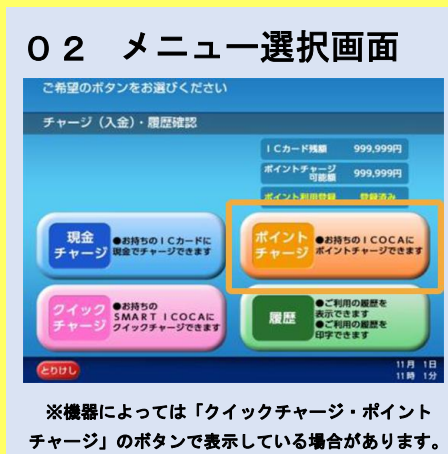 02　メニュー選択画面
ご希望のボタンをお選びください
チャージ（入金）・履歴確認
ICカード残額　999,999円
ポイントチャージ可能額　999,999円
ポイント利用登録　登録済み
現金
チャージ
●お持ちのICカードに
現金でチャージできます
ポイント
チャージ
●お持ちのICOCAに
ポイントチャージできます
クイック
チャージ
●お持ちの
SMART ICOCAに
クイックチャージできます
履歴
●ご利用の履歴を
表示できます
●ご利用の履歴を
印字できます
とりけし
11月　1日
11時　1分
※機器によっては「クイックチャージ・ポイント
チャージ」のボタンで表示している場合があります。